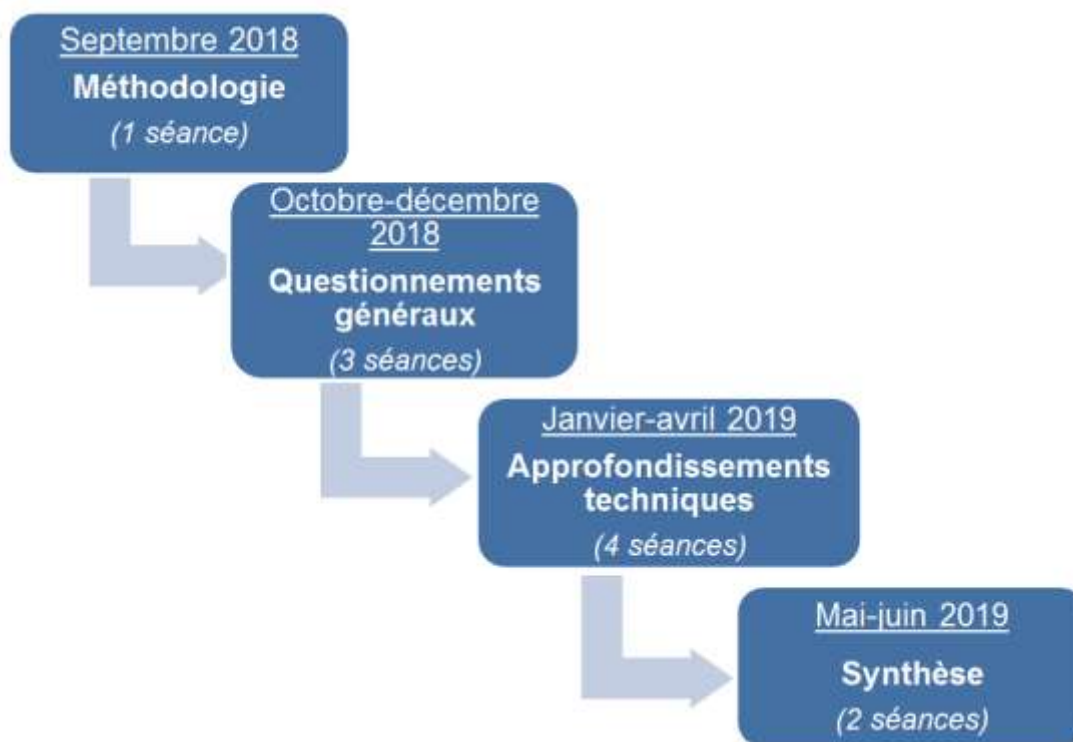 Septembre 2018
Méthodologie
(1 séance)
Octobre-décembre
2018
Questionnements
généraux
(3 séances)
Janvier-avril 2019
Approfondissements
techniques
(4 séances)
Mai-juin 2019
Synthèse
(2 séances)